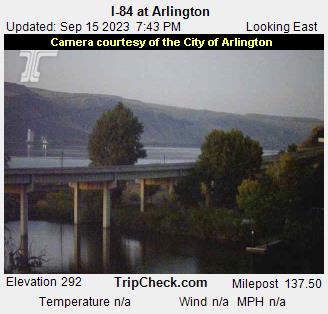 I-84 at Arlington
Updated: Sep 15 2023 7:43 PM Looking East
Camera courtesy of the City of Arlington
Elevation 292 TripCheck.com Milepost 137.50
Temperature n/a Wind n/a MPH n/a